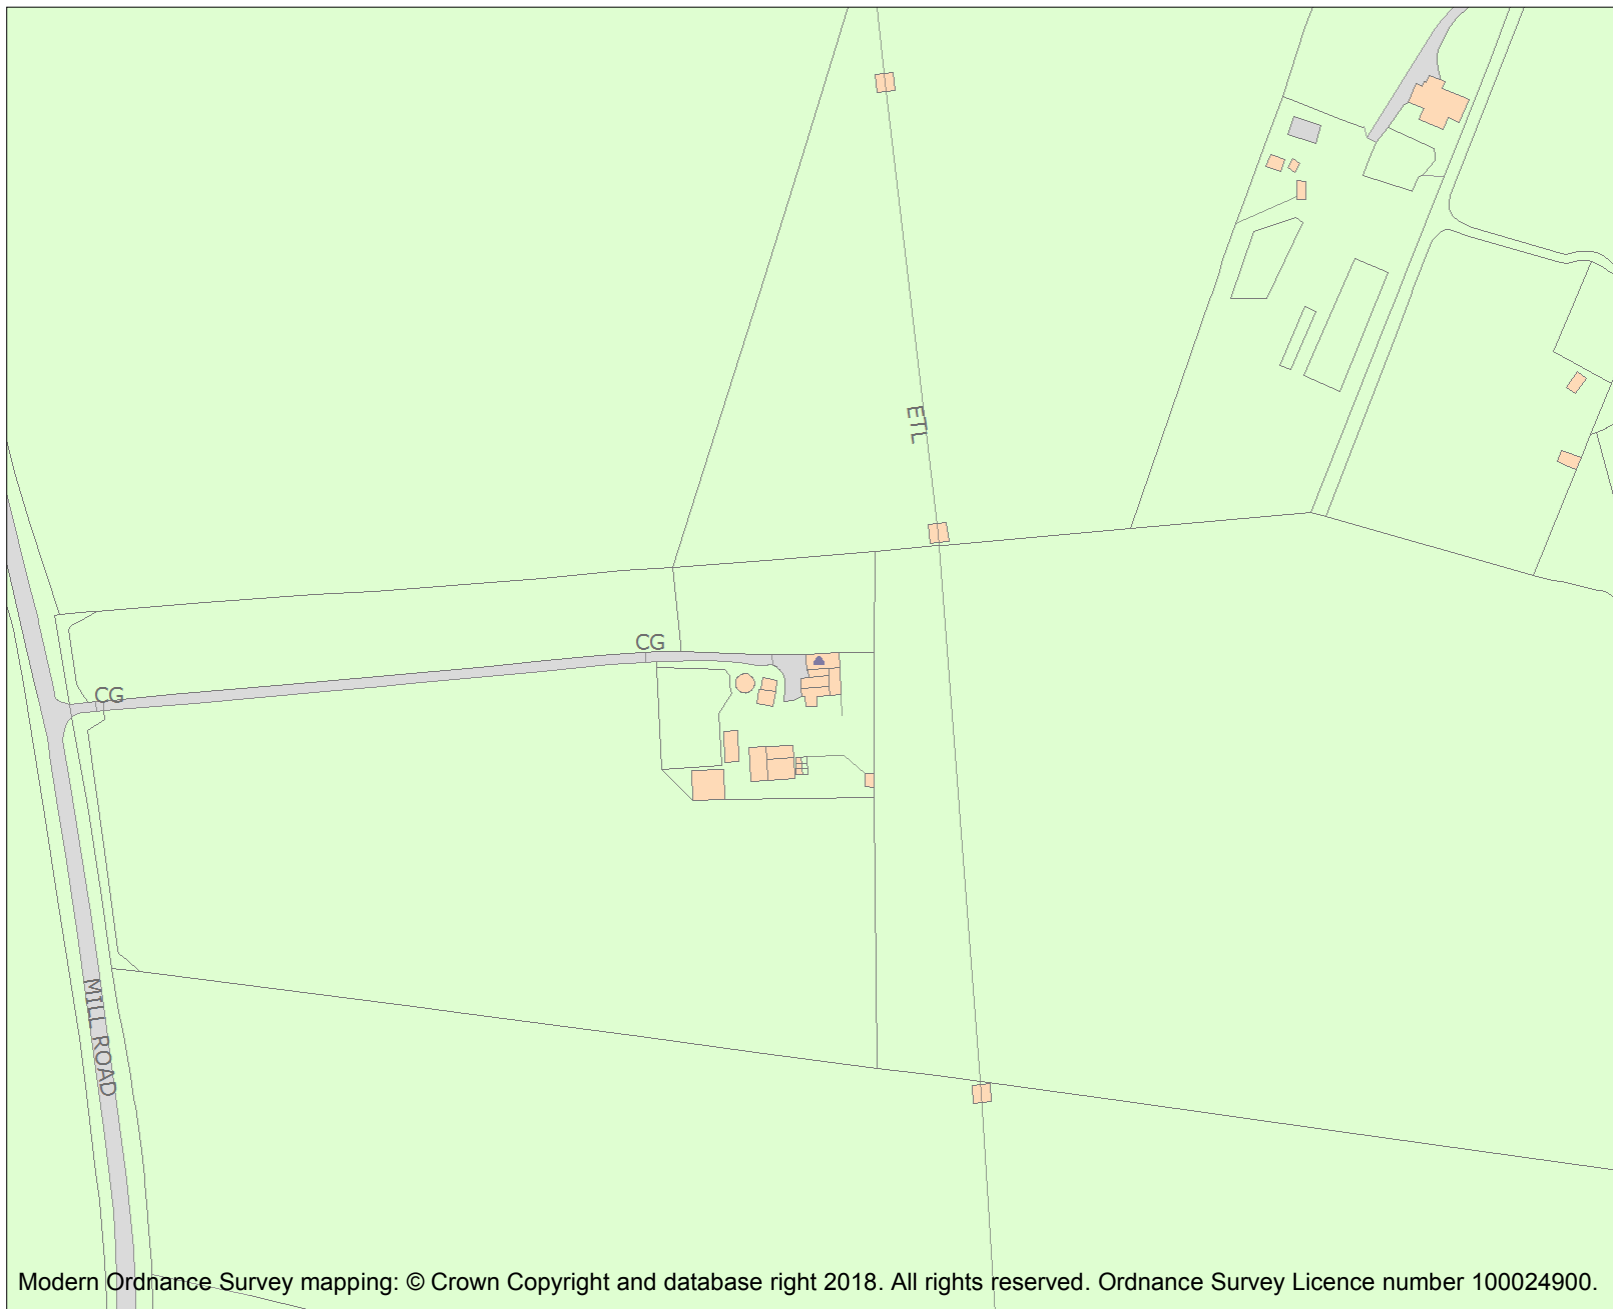 ETL
CG
CG
MILL ROAD
Modern Ordnance Survey mapping: © Crown Copyright and database right 2018. All rights reserved. Ordnance Survey Licence number 100024900.